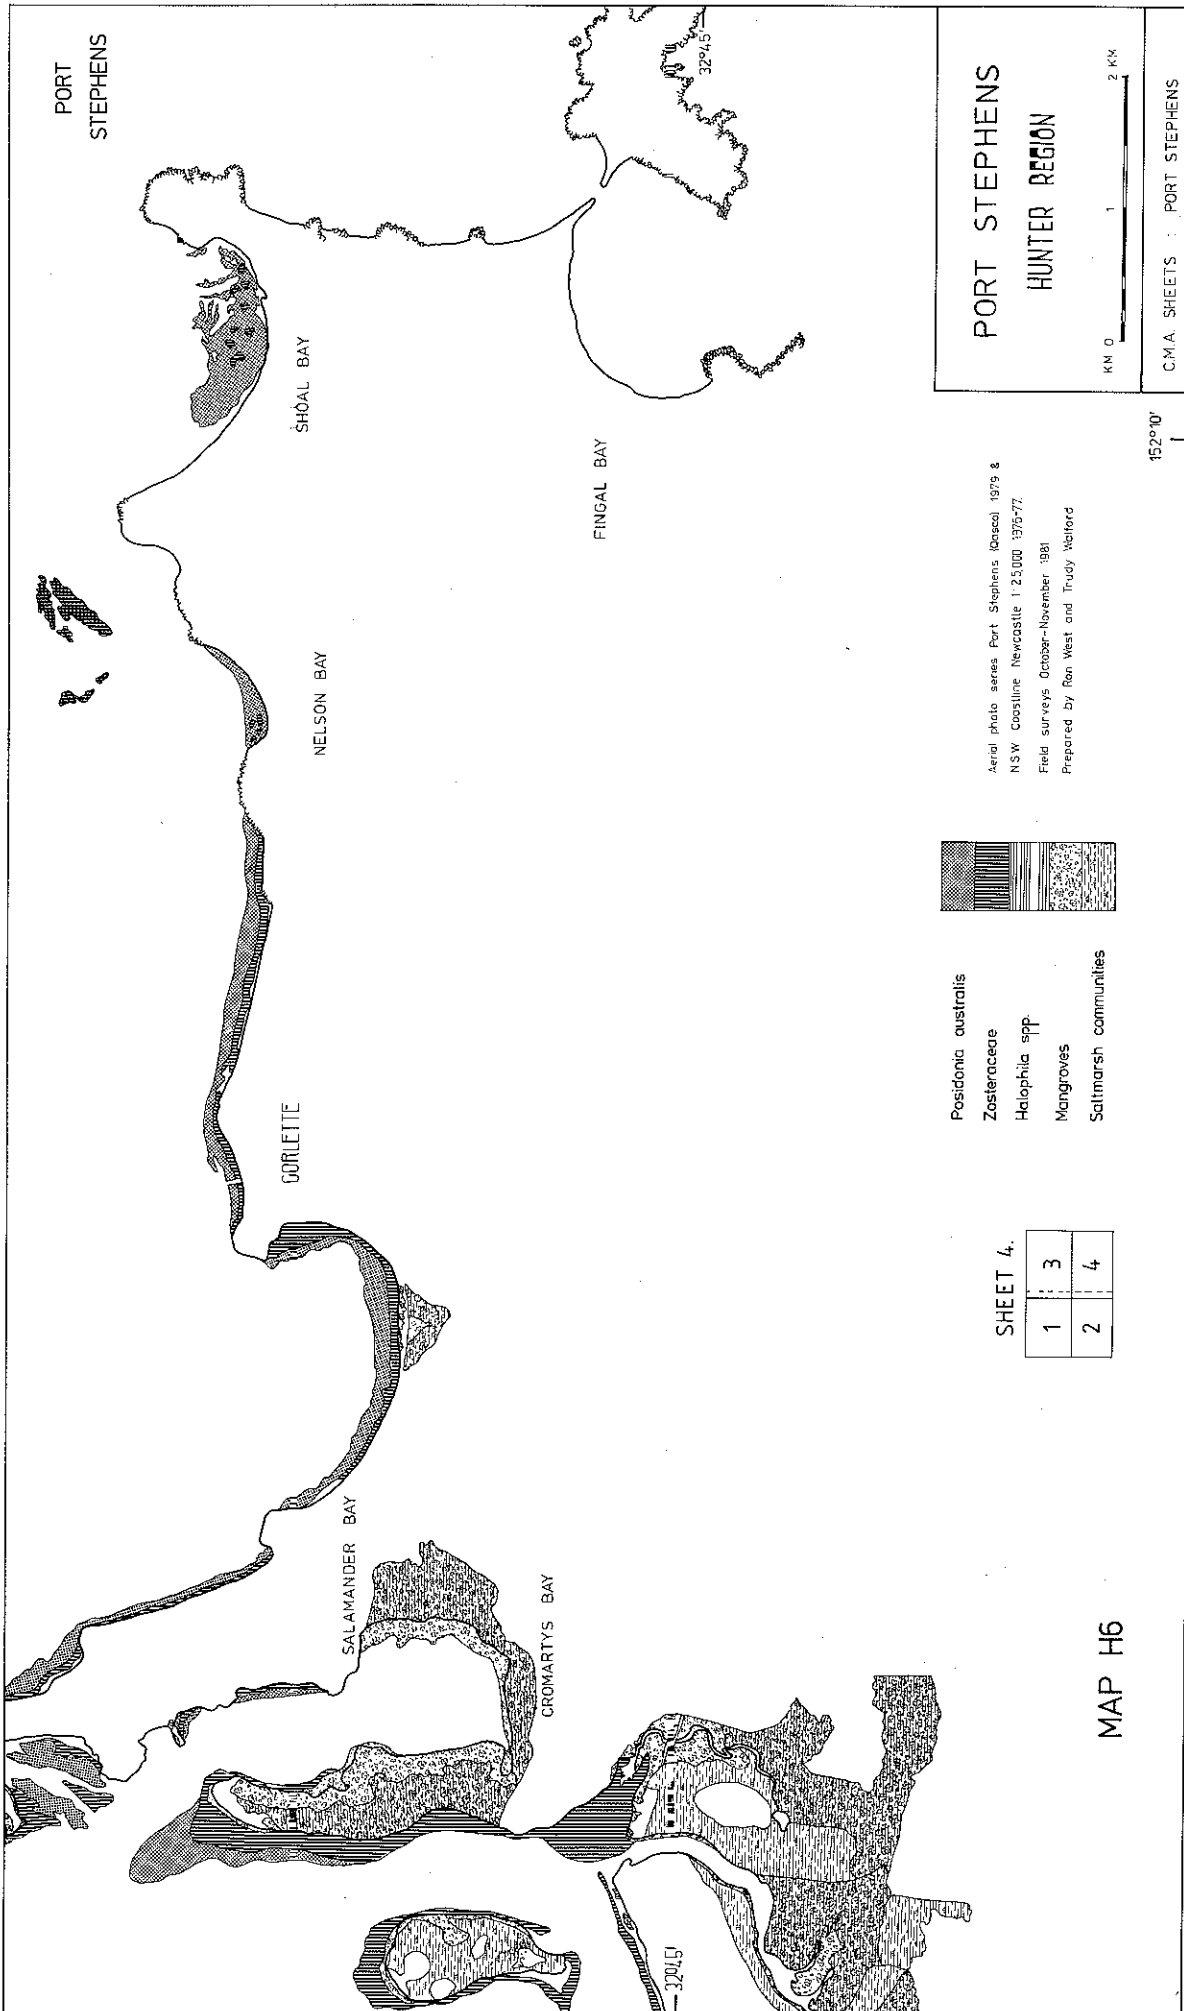 PORT
STEPHENS
SHOAL BAY
FINGAL BAY
NELSON BAY
CORLETTE
SALAMANDER BAY
CROMARTYS BAY
32°45'
32°45'
152°10'
MAP H6
SHEET 4.
1 3
2 4
Posidonia australis
Zosteraceae
Halophila spp.
Mangroves
Saltmarsh communities
Aerial photo series Port Stephens (Qasco) 1979 &
NSW Coastline Newcastle 1:25,000 1976-77.
Field surveys October-November 1981
Prepared by Ron West and Trudy Walford
PORT STEPHENS
HUNTER REGION
KM 0 1 2 KM
C.M.A. SHEETS : PORT STEPHENS